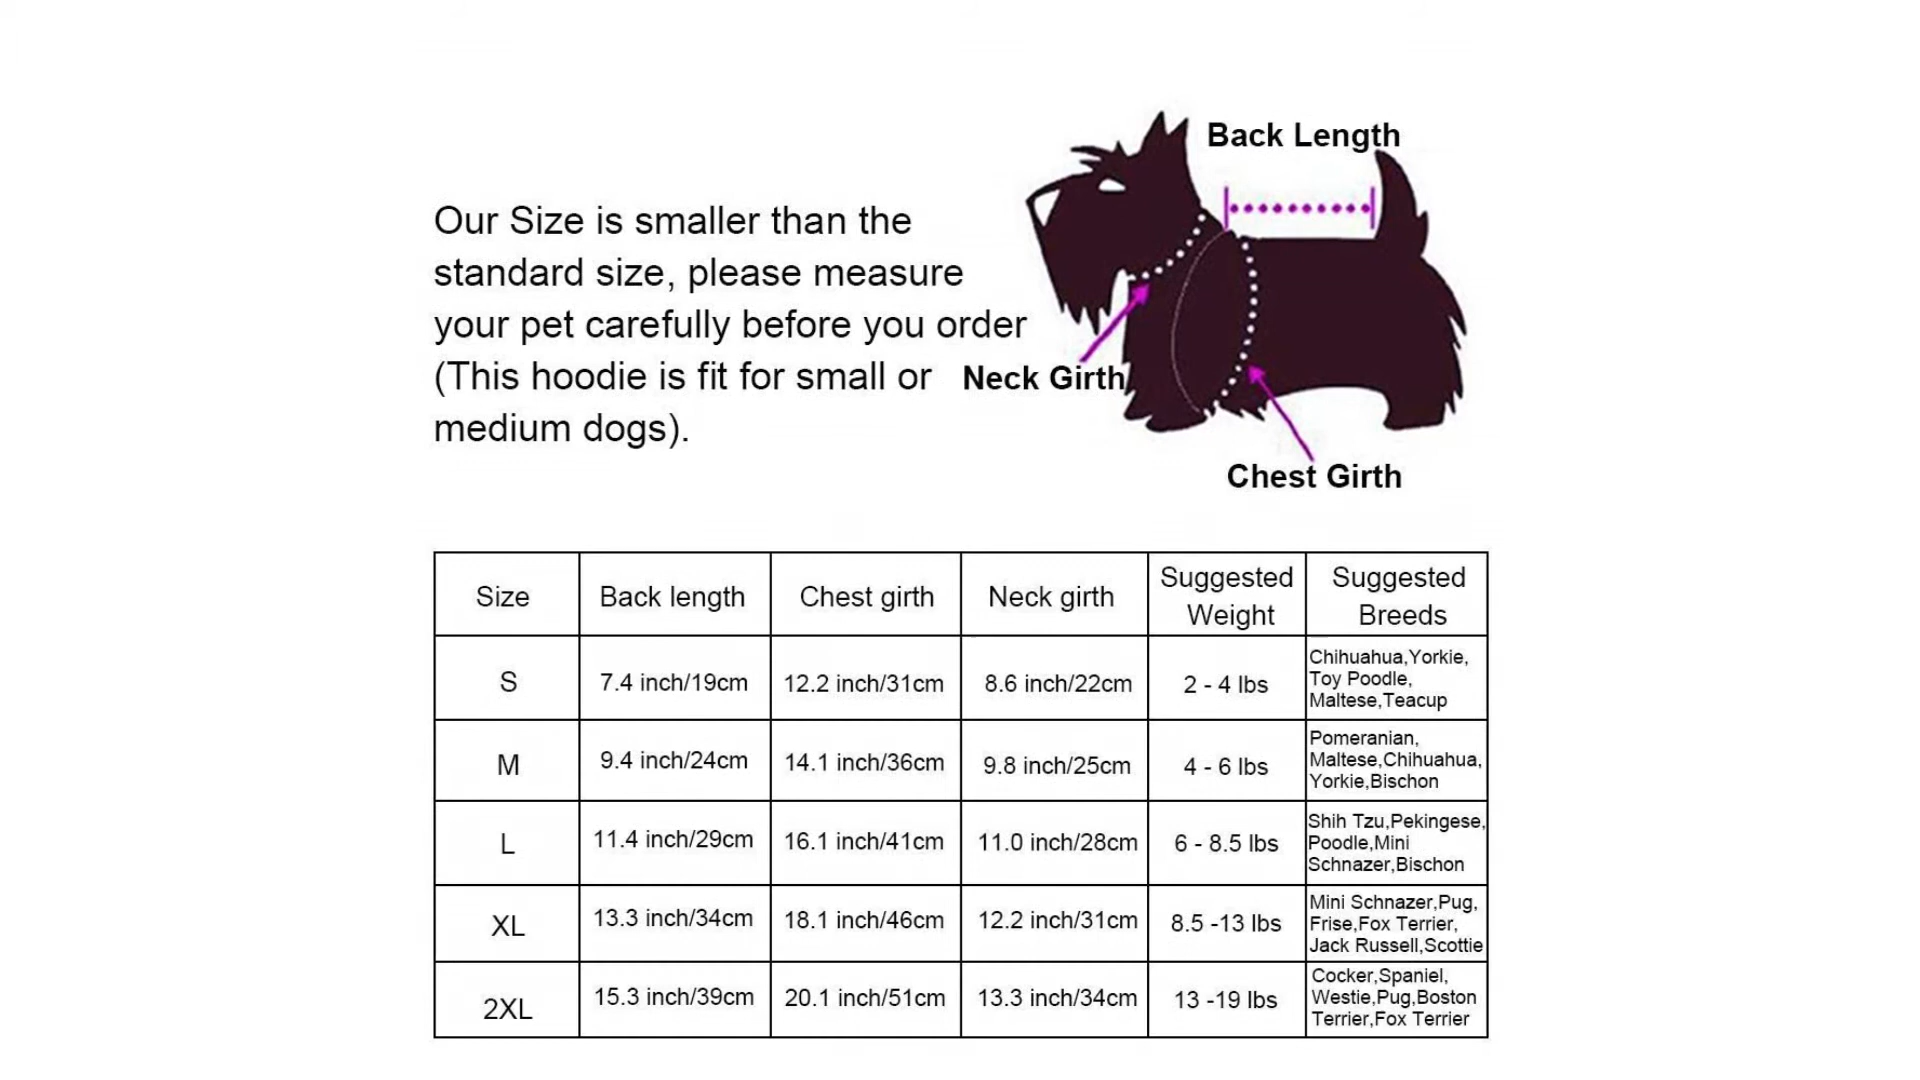 Our Size is smaller than the
standard size, please measure
your pet carefully before you order
(This hoodie is fit for small or
medium dogs).
Back Length
Neck Girth
Chest Girth
Size Back length Chest girth Neck girth Suggested Weight Suggested Breeds
S 7.4 inch/19cm 12.2 inch/31cm 8.6 inch/22cm 2 - 4 lbs Chihuahua,Yorkie,
Toy Poodle,
Maltese,Teacup
M 9.4 inch/24cm 14.1 inch/36cm 9.8 inch/25cm 4 - 6 lbs Pomeranian,
Maltese,Chihuahua,
Yorkie,Bischon
L 11.4 inch/29cm 16.1 inch/41cm 11.0 inch/28cm 6 - 8.5 lbs Shih Tzu,Pekingese,
Poodle,Mini
Schnazer,Bischon
XL 13.3 inch/34cm 18.1 inch/46cm 12.2 inch/31cm 8.5 -13 lbs Mini Schnazer,Pug,
Frise,Fox Terrier,
Jack Russell,Scottie
2XL 15.3 inch/39cm 20.1 inch/51cm 13.3 inch/34cm 13 -19 lbs Cocker,Spaniel,
Westie,Pug,Boston
Terrier,Fox Terrier